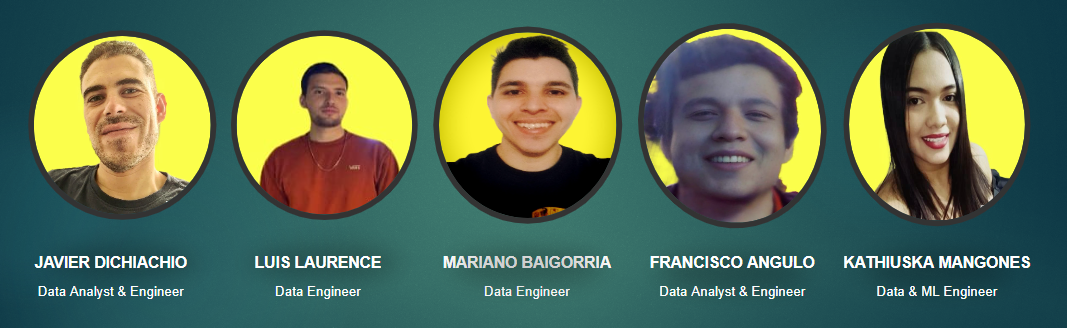 VANS
JAVIER DICHIACHIO
LUIS LAURENCE
MARIANO BAIGORRIA
FRANCISCO ANGULO
KATHIUSKA MANGONES
Data Analyst & Engineer
Data Engineer
Data Engineer
Data Analyst & Engineer
Data & ML Engineer